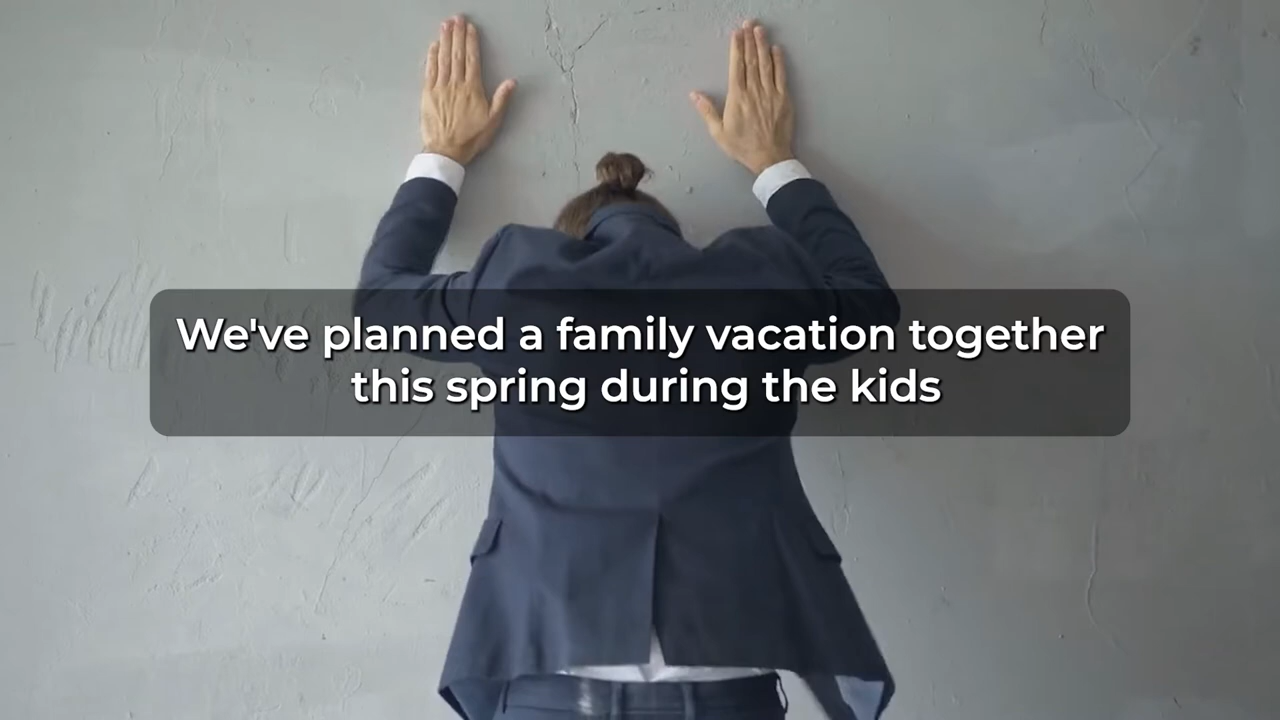 We've planned a family vacation together
this spring during the kids